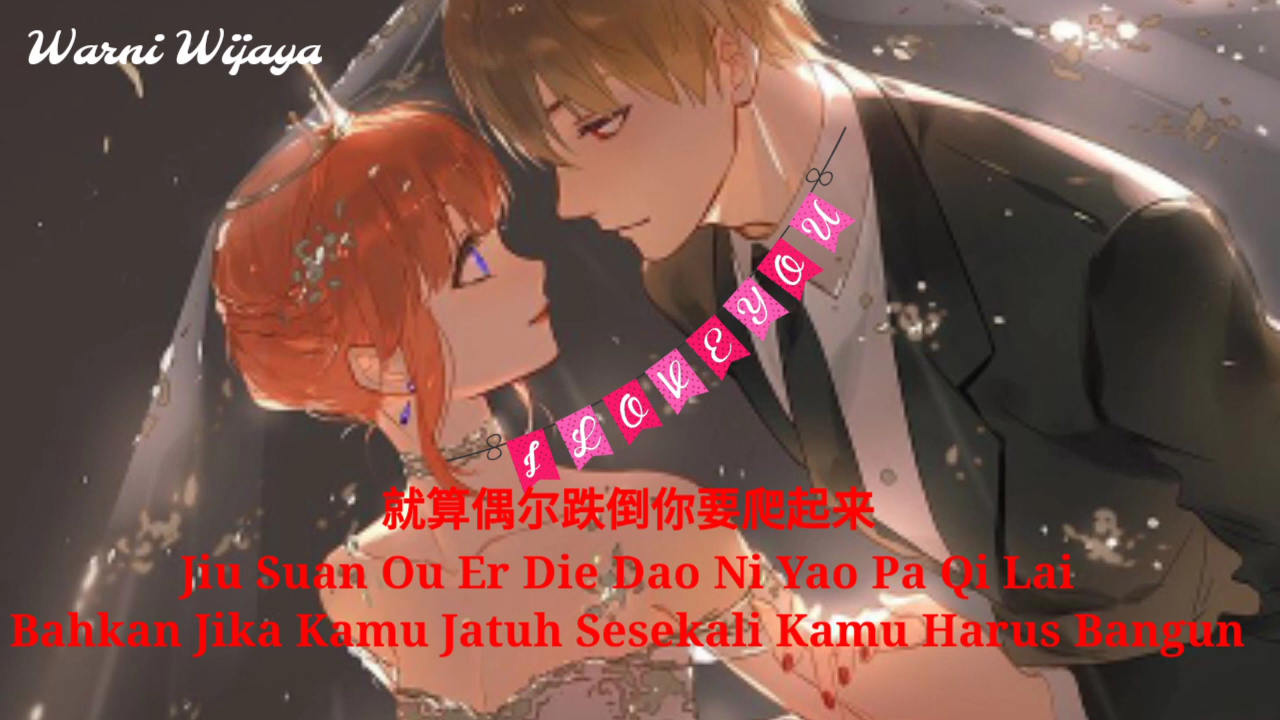 Warni Wijaya
I LOVE YOU
就算偶尔跌倒你要爬起来
Jiu Suan Ou Er Die Dao Ni Yao Pa Qi Lai
Bahkan Jika Kamu Jatuh Sesekali Kamu Harus Bangun